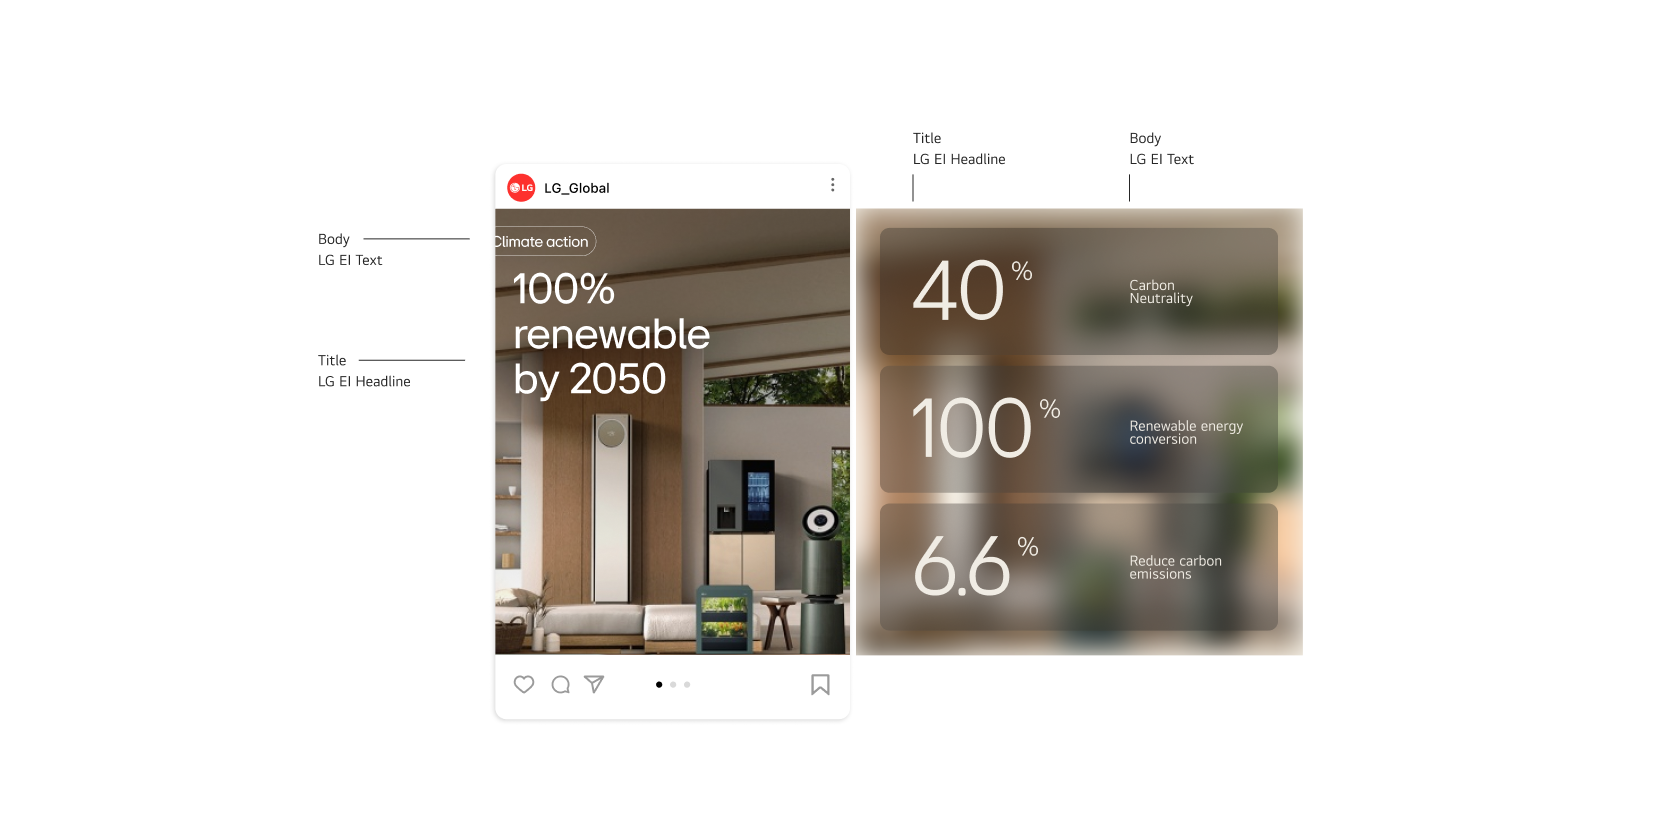 Title
LG EI Headline
Body
LG EI Text
LG
LG_Global
Body
LG EI Text
Climate action
100%
renewable
by 2050
Title
LG EI Headline
40%
Carbon
Neutrality
100%
Renewable energy
conversion
6.6%
Reduce carbon
emissions